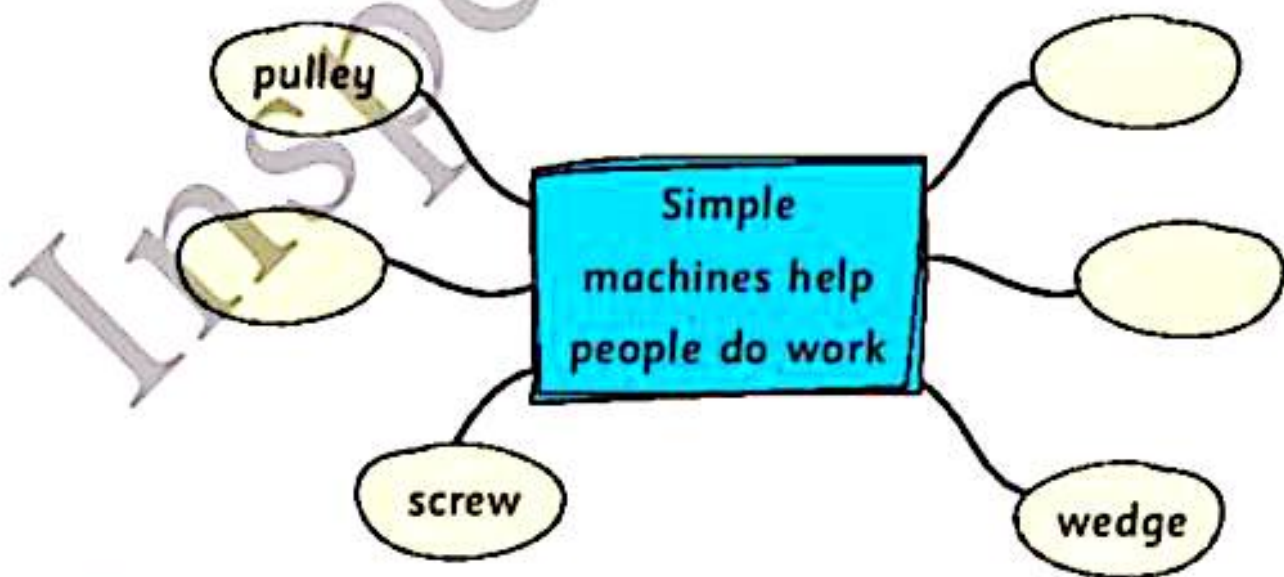 pulley
Simple
machines help
people do work
screw
wedge